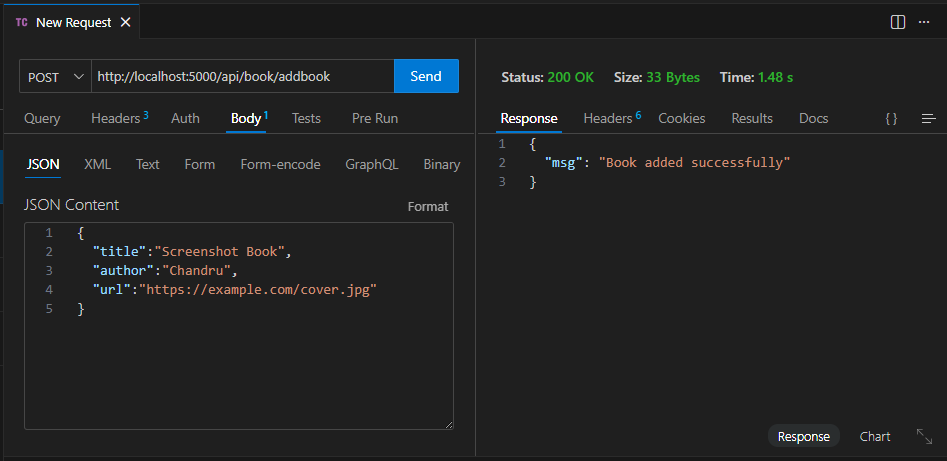 TC New Request
POST http://localhost:5000/api/book/addbook Send
Query Headers 3 Auth Body 1 Tests Pre Run
JSON XML Text Form Form-encode GraphQL Binary
JSON Content Format
1 {
2 "title":"Screenshot Book",
3 "author":"Chandru",
4 "url":"https://example.com/cover.jpg"
5 }
Status: 200 OK Size: 33 Bytes Time: 1.48 s
Response Headers 6 Cookies Results Docs { }
1 {
2 "msg": "Book added successfully"
3 }
Response Chart